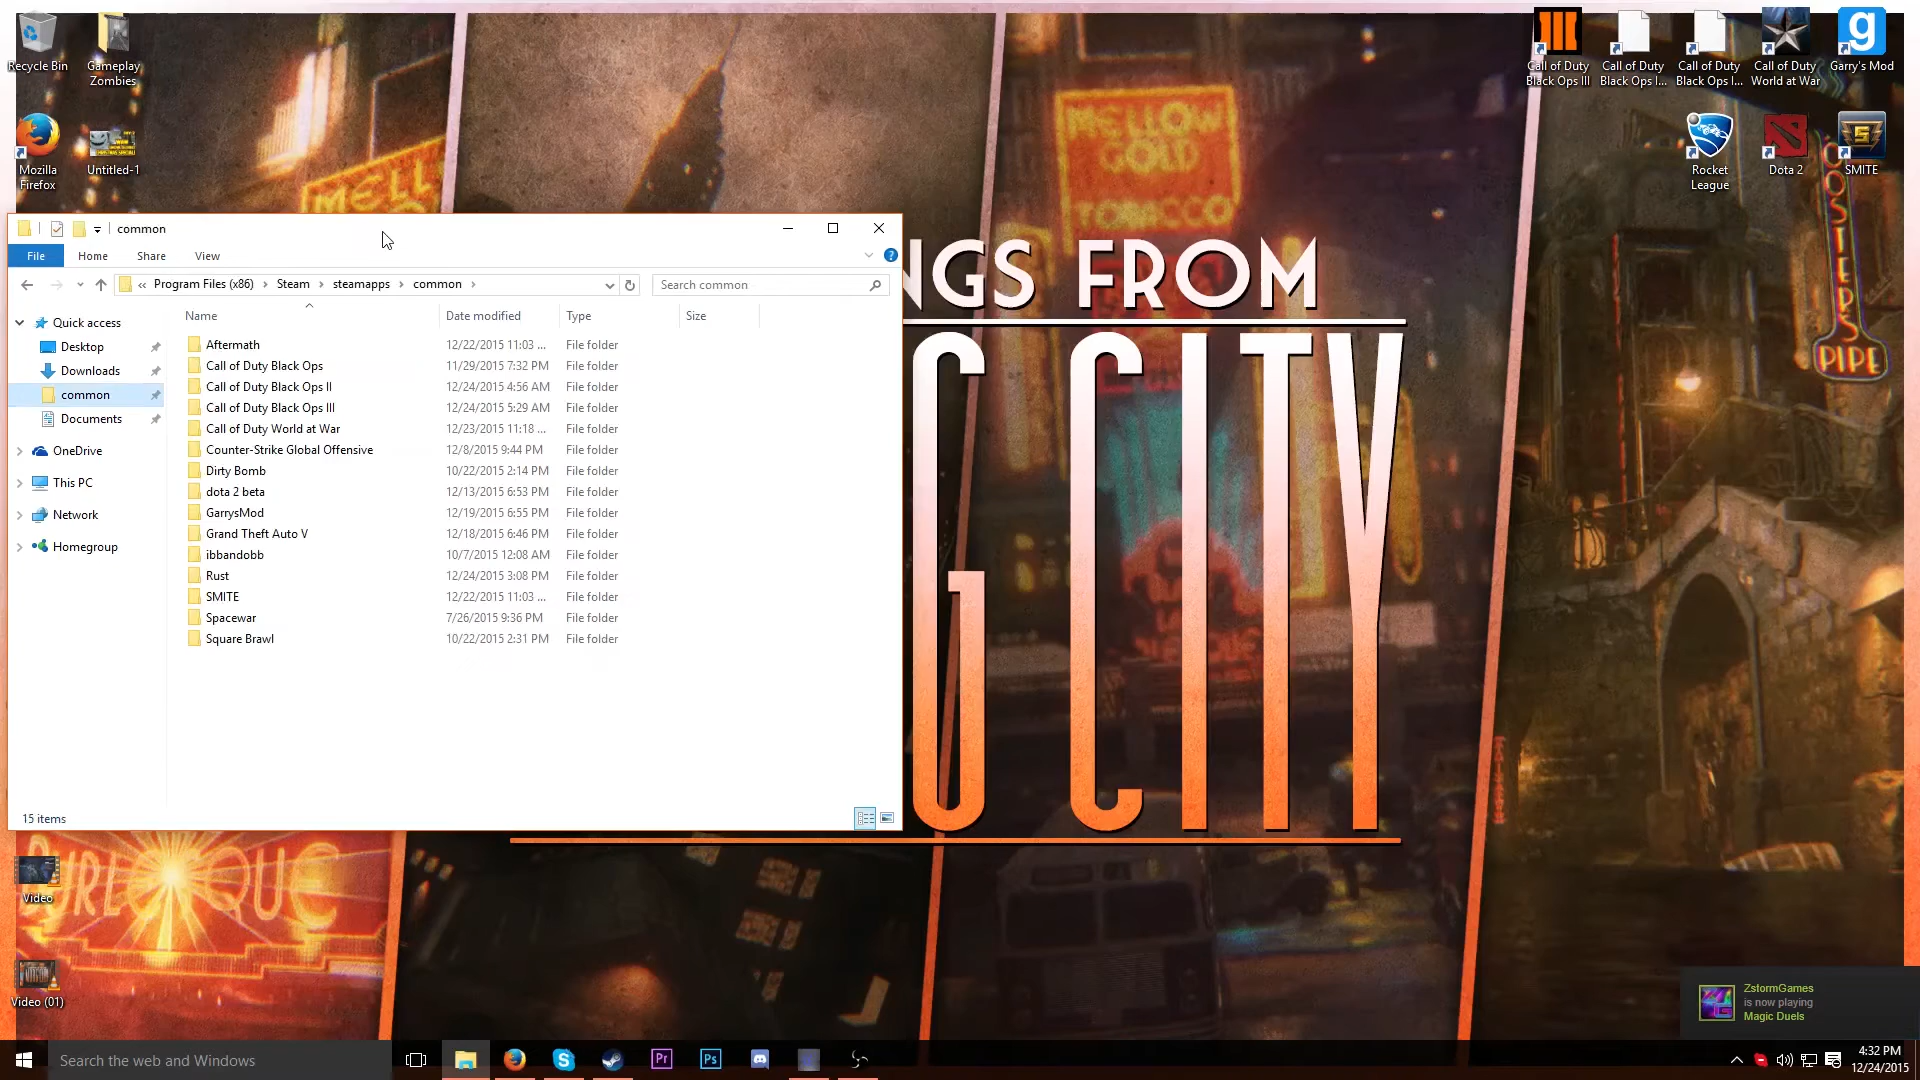 Recycle Bin
Gameplay
Zombies
Mozilla
Firefox
Untitled-1
Call of Duty
Black Ops III
Call of Duty
Black Ops I...
Call of Duty
Black Ops I...
Call of Duty
World at War
Garry's Mod
Rocket
League
Dota 2
SMITE
MELLOW
GOLD
TOBACCO
PIPE
NGS FROM
G CITY
common
File
Home
Share
View
« Program Files (x86) > Steam > steamapps > common >
Search common
Name
Date modified
Type
Size
Quick access
Desktop
Downloads
common
Documents
OneDrive
This PC
Network
Homegroup
Aftermath 12/22/2015 11:03 ... File folder
Call of Duty Black Ops 11/29/2015 7:32 PM File folder
Call of Duty Black Ops II 12/24/2015 4:56 AM File folder
Call of Duty Black Ops III 12/24/2015 5:29 AM File folder
Call of Duty World at War 12/23/2015 11:18 ... File folder
Counter-Strike Global Offensive 12/8/2015 9:44 PM File folder
Dirty Bomb 10/22/2015 2:14 PM File folder
dota 2 beta 12/13/2015 6:53 PM File folder
GarrysMod 12/19/2015 6:55 PM File folder
Grand Theft Auto V 12/18/2015 6:46 PM File folder
ibbandobb 10/7/2015 12:08 AM File folder
Rust 12/24/2015 3:08 PM File folder
SMITE 12/22/2015 11:03 ... File folder
Spacewar 7/26/2015 9:36 PM File folder
Square Brawl 10/22/2015 2:31 PM File folder
15 items
BURLESQUE
Video
Video (01)
ZstormGames
is now playing
Magic Duels
Search the web and Windows
Pr
Ps
4:32 PM
12/24/2015